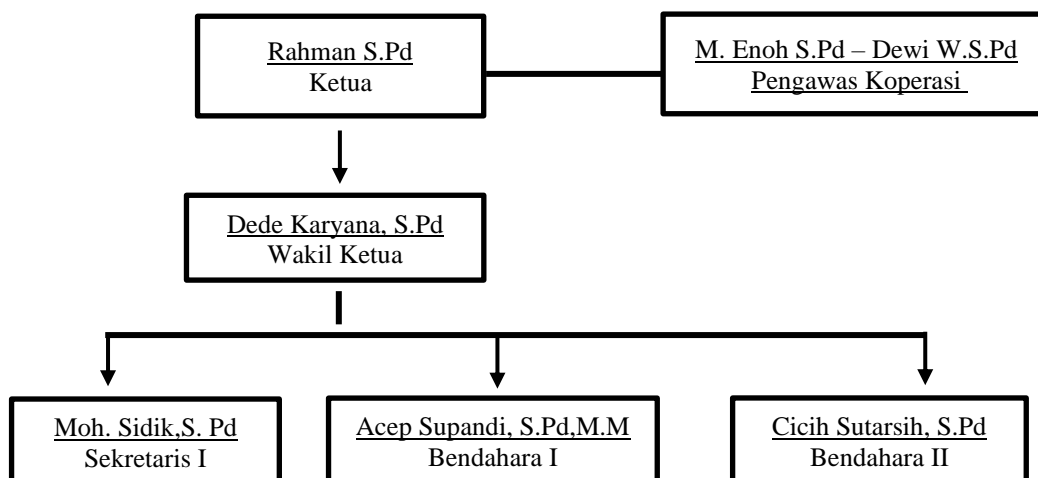 Rahman S.Pd
Ketua
M. Enoh S.Pd – Dewi W.S.Pd
Pengawas Koperasi
Dede Karyana, S.Pd
Wakil Ketua
Moh. Sidik,S. Pd
Sekretaris I
Acep Supandi, S.Pd,M.M
Bendahara I
Cicih Sutarsih, S.Pd
Bendahara II